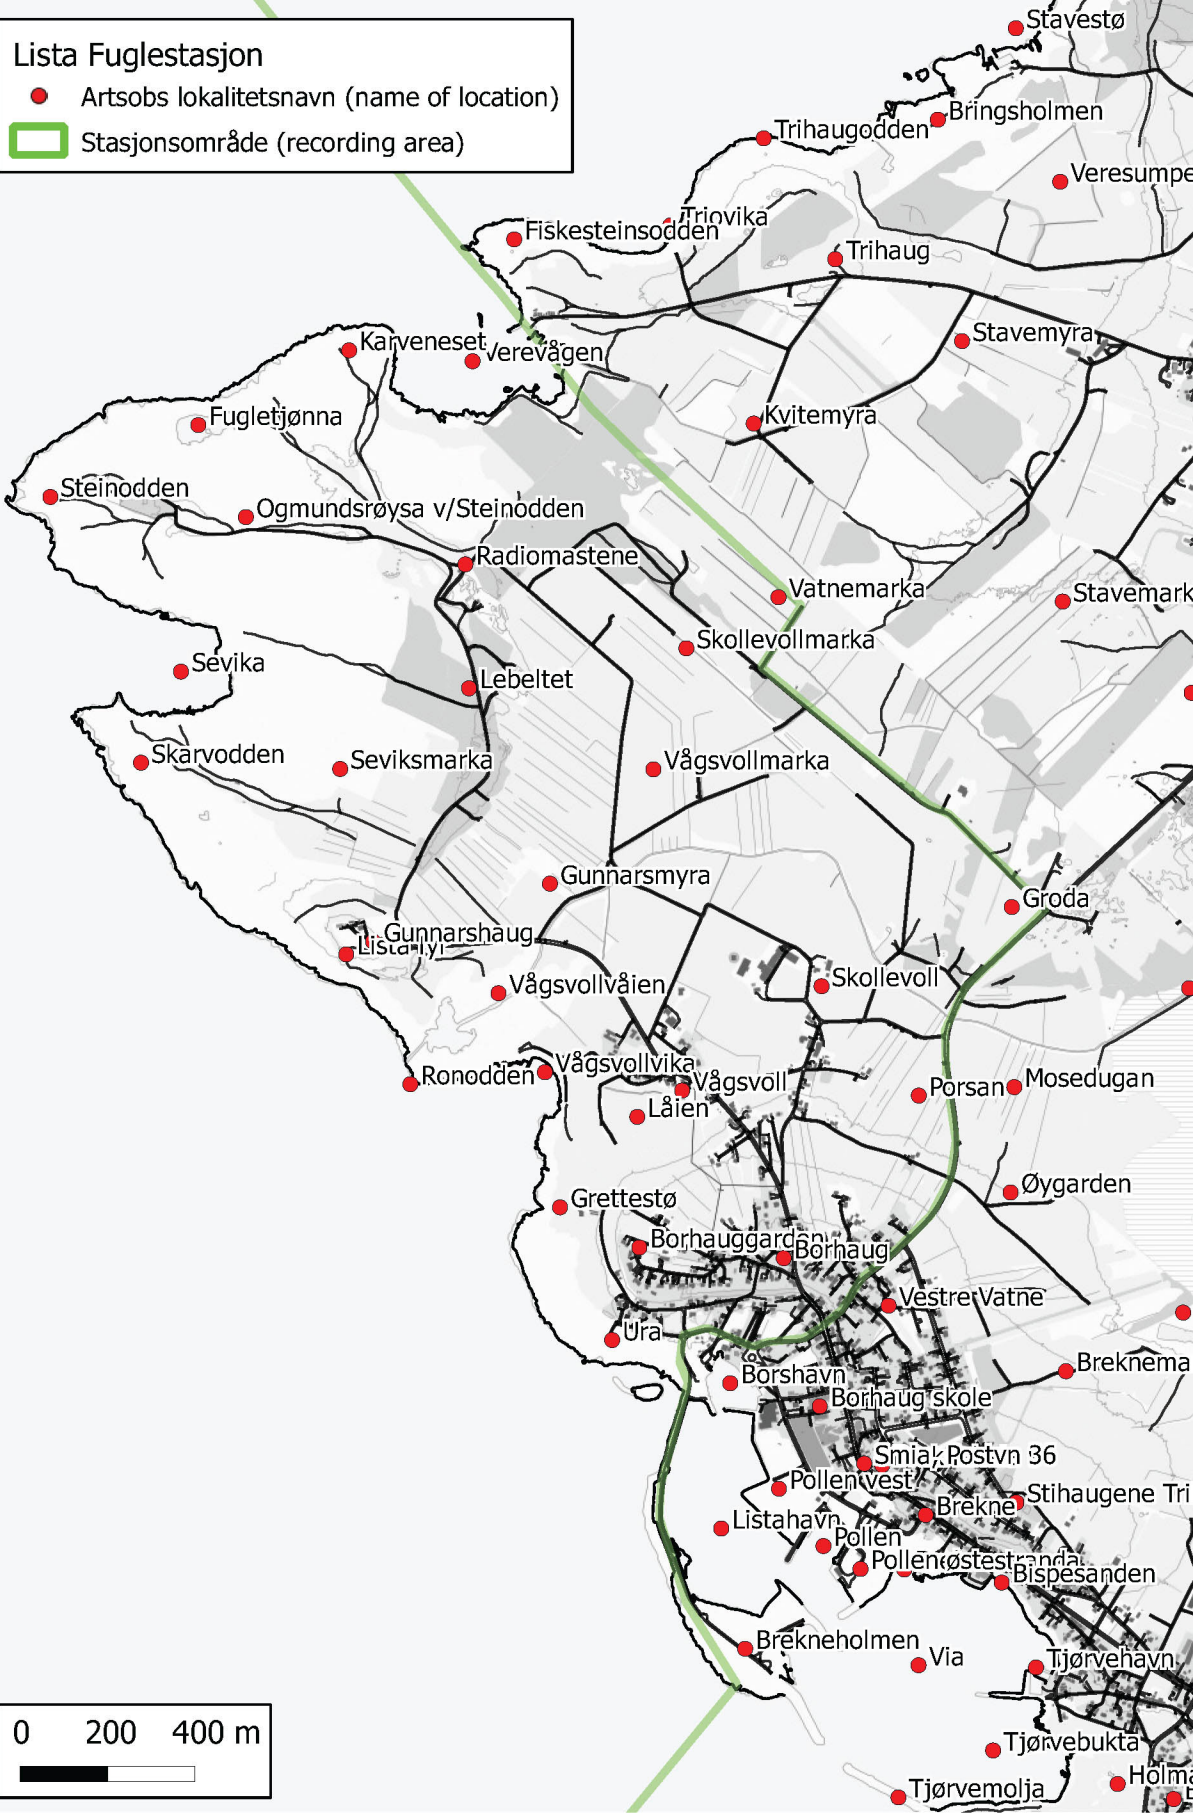 Lista Fuglestasjon
Artsobs lokalitetsnavn (name of location)
Stasjonsområde (recording area)
Stavestø
Bringsholmen
Trihaugodden
Veresumpe
Triovika
Fiskesteinsodden
Trihaug
Stavemyra
Karveneset
Verevågen
Fugletjønna
Kvitemyra
Steinodden
Ogmundsrøysa v/Steinodden
Radiomastene
Vatnemarka
Stavemark
Skollevollmarka
Sevika
Lebeltet
Skarvodden
Seviksmarka
Vågsvollmarka
Gunnarsmyra
Groda
Gunnarshaug
Lista fyr
Skollevoll
Vågsvollvåien
Vågsvollvika
Ronodden
Vågsvoll
Mosedugan
Porsan
Låien
Øygarden
Grettestø
Borhauggarden
Borhaug
Vestre Vatne
Ura
Breknema
Borshavn
Borhaug skole
Postvn 36
Pollen vest
Stihaugene Tri
Brekne
Listahavn
Pollen
Bispesanden
Brekneholmen
Via
Tjørvehavn
Tjørvebukta
Holma
Tjørvemolja
0 200 400 m